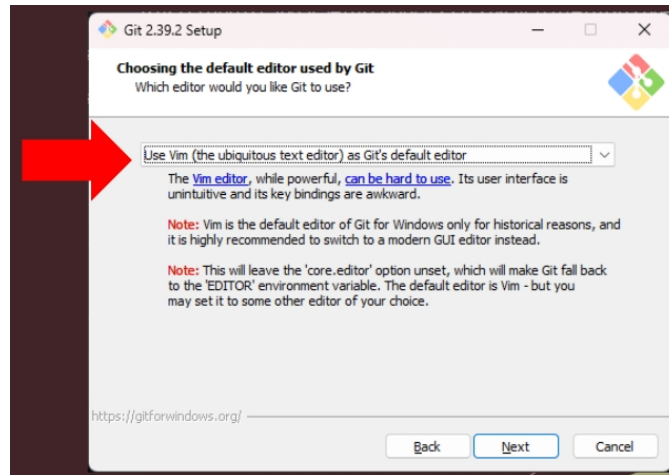 Git 2.39.2 Setup
Choosing the default editor used by Git
Which editor would you like Git to use?
Use Vim (the ubiquitous text editor) as Git's default editor
The Vim editor, while powerful, can be hard to use. Its user interface is
unintuitive and its key bindings are awkward.
Note: Vim is the default editor of Git for Windows only for historical reasons, and
it is highly recommended to switch to a modern GUI editor instead.
Note: This will leave the 'core.editor' option unset, which will make Git fall back
to the 'EDITOR' environment variable. The default editor is Vim - but you
may set it to some other editor of your choice.
https://gitforwindows.org/
Back Next Cancel